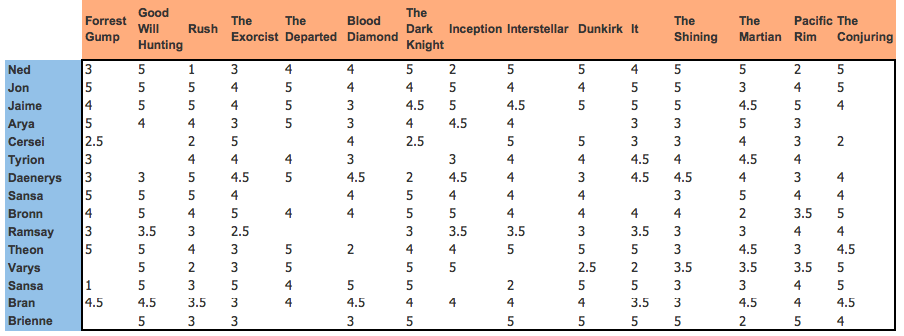 Forrest
Gump
Good
Will
Hunting
Rush
The
Exorcist
The
Departed
Blood
Diamond
The
Dark
Knight
Inception
Interstellar
Dunkirk
It
The
Shining
The
Martian
Pacific
Rim
The
Conjuring
Ned 3 5 1 3 4 4 5 2 5 5 4 5 5 2 5
Jon 5 5 5 4 5 4 4 5 4 4 5 5 3 4 5
Jaime 4 5 5 4 5 3 4.5 5 4.5 5 5 5 4.5 5 4
Arya 5 4 4 3 5 3 4 4.5 4 3 3 5 3
Cersei 2.5 2 5 4 2.5 5 5 3 3 4 3 2
Tyrion 3 4 4 4 3 3 4 4 4.5 4 4.5 4
Daenerys 3 3 5 4.5 5 4.5 2 4.5 4 3 4.5 4.5 4 3 4
Sansa 5 5 5 4 4 5 4 4 4 3 5 4 4
Bronn 4 5 4 5 4 4 5 5 4 4 4 4 2 3.5 5
Ramsay 3 3.5 3 2.5 3 3.5 3.5 3 3.5 3 3 4 4
Theon 5 5 4 3 5 2 4 4 5 5 5 3 4.5 3 4.5
Varys 5 2 3 5 5 5 2.5 2 3.5 3.5 3.5 5
Sansa 1 5 3 5 4 5 5 2 5 5 3 3 4 5
Bran 4.5 4.5 3.5 3 4 4.5 4 4 4 4 3.5 3 4.5 4 4.5
Brienne 5 3 3 3 5 5 5 5 5 2 5 4